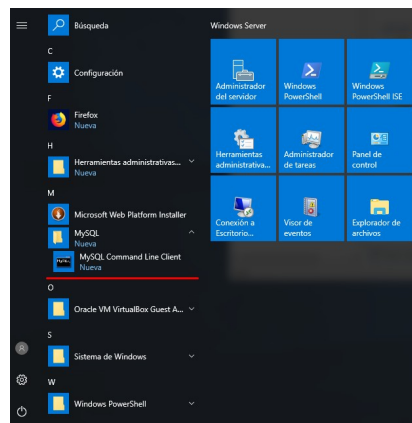 Búsqueda
C
Configuración
F
Firefox
Nueva
H
Herramientas administrativas...
Nueva
M
Microsoft Web Platform Installer
MySQL
Nueva
MySQL Command Line Client
Nueva
O
Oracle VM VirtualBox Guest A...
S
Sistema de Windows
W
Windows PowerShell
Windows Server
Administrador
del servidor
Windows
PowerShell
Windows
PowerShell ISE
Herramientas
administrativa...
Administrador
de tareas
Panel de
control
Conexión a
Escritorio...
Visor de
eventos
Explorador de
archivos